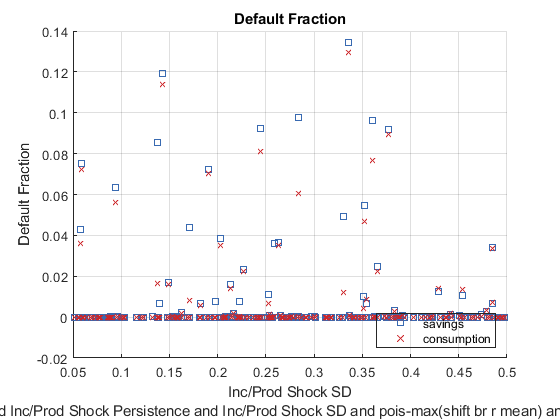 Default Fraction
0.14
0.12
0.1
0.08
0.06
0.04
0.02
0
-0.02
Default Fraction
savings
consumption
0.05 0.1 0.15 0.2 0.25 0.3 0.35 0.4 0.45 0.5
Inc/Prod Shock SD
d Inc/Prod Shock Persistence and Inc/Prod Shock SD and pois-max(shift br r mean) an